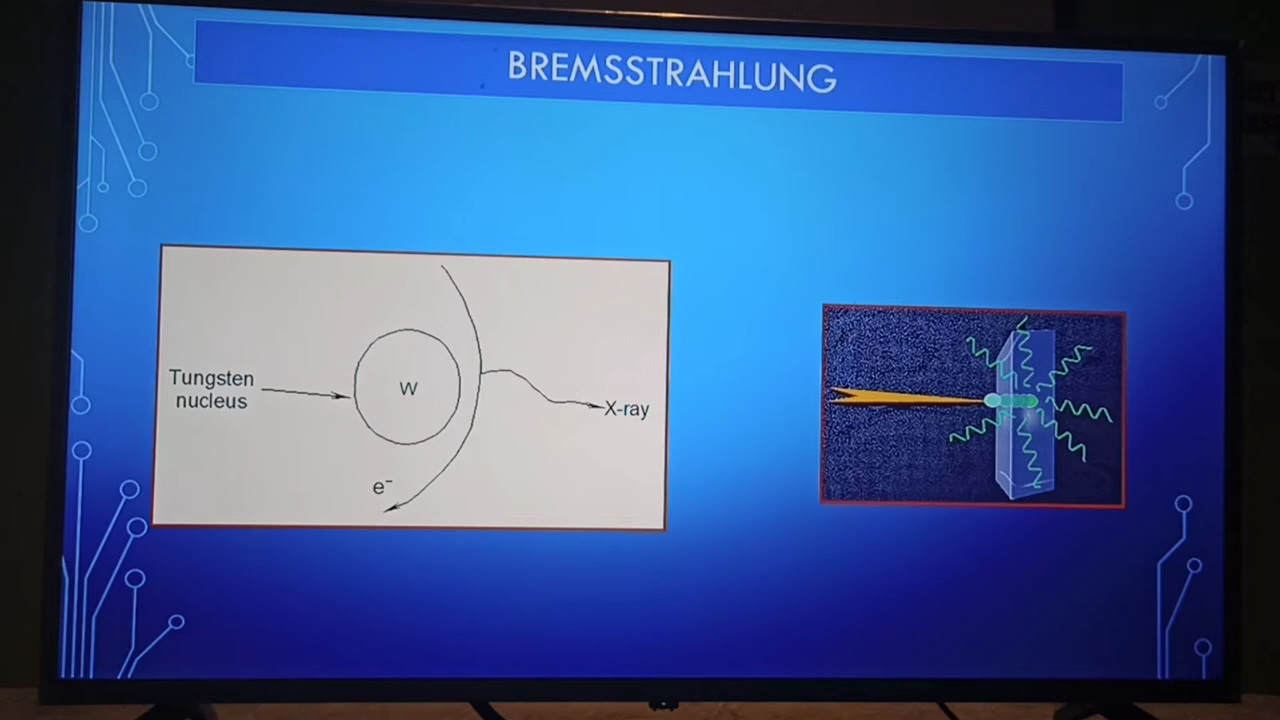 BREMSSTRAHLUNG
Tungsten
nucleus
W
X-ray
e⁻